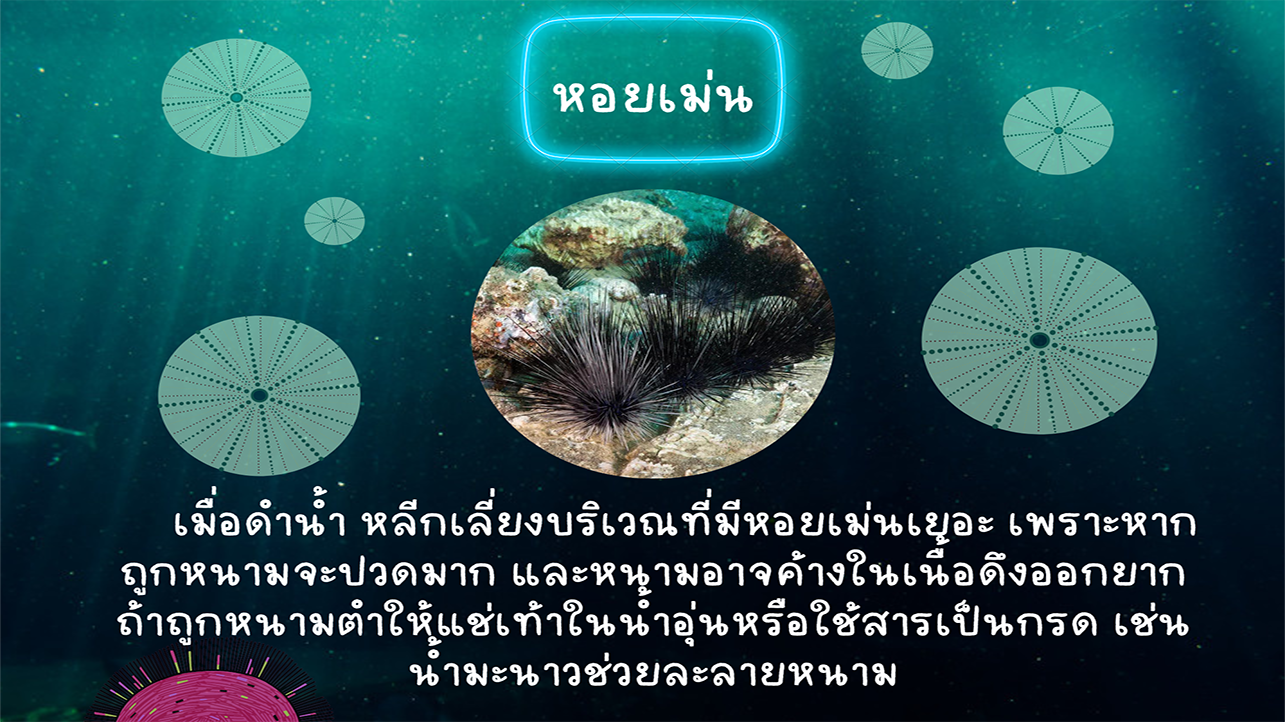 หอยเม่น
เมื่อดำน้ำ หลีกเลี่ยงบริเวณที่มีหอยเม่นเยอะ เพราะหาก
ถูกหนามจะปวดมาก และหนามอาจค้างในเนื้อดึงออกยาก
ถ้าถูกหนามตำให้แช่เท้าในน้ำอุ่นหรือใช้สารเป็นกรด เช่น
น้ำมะนาวช่วยละลายหนาม